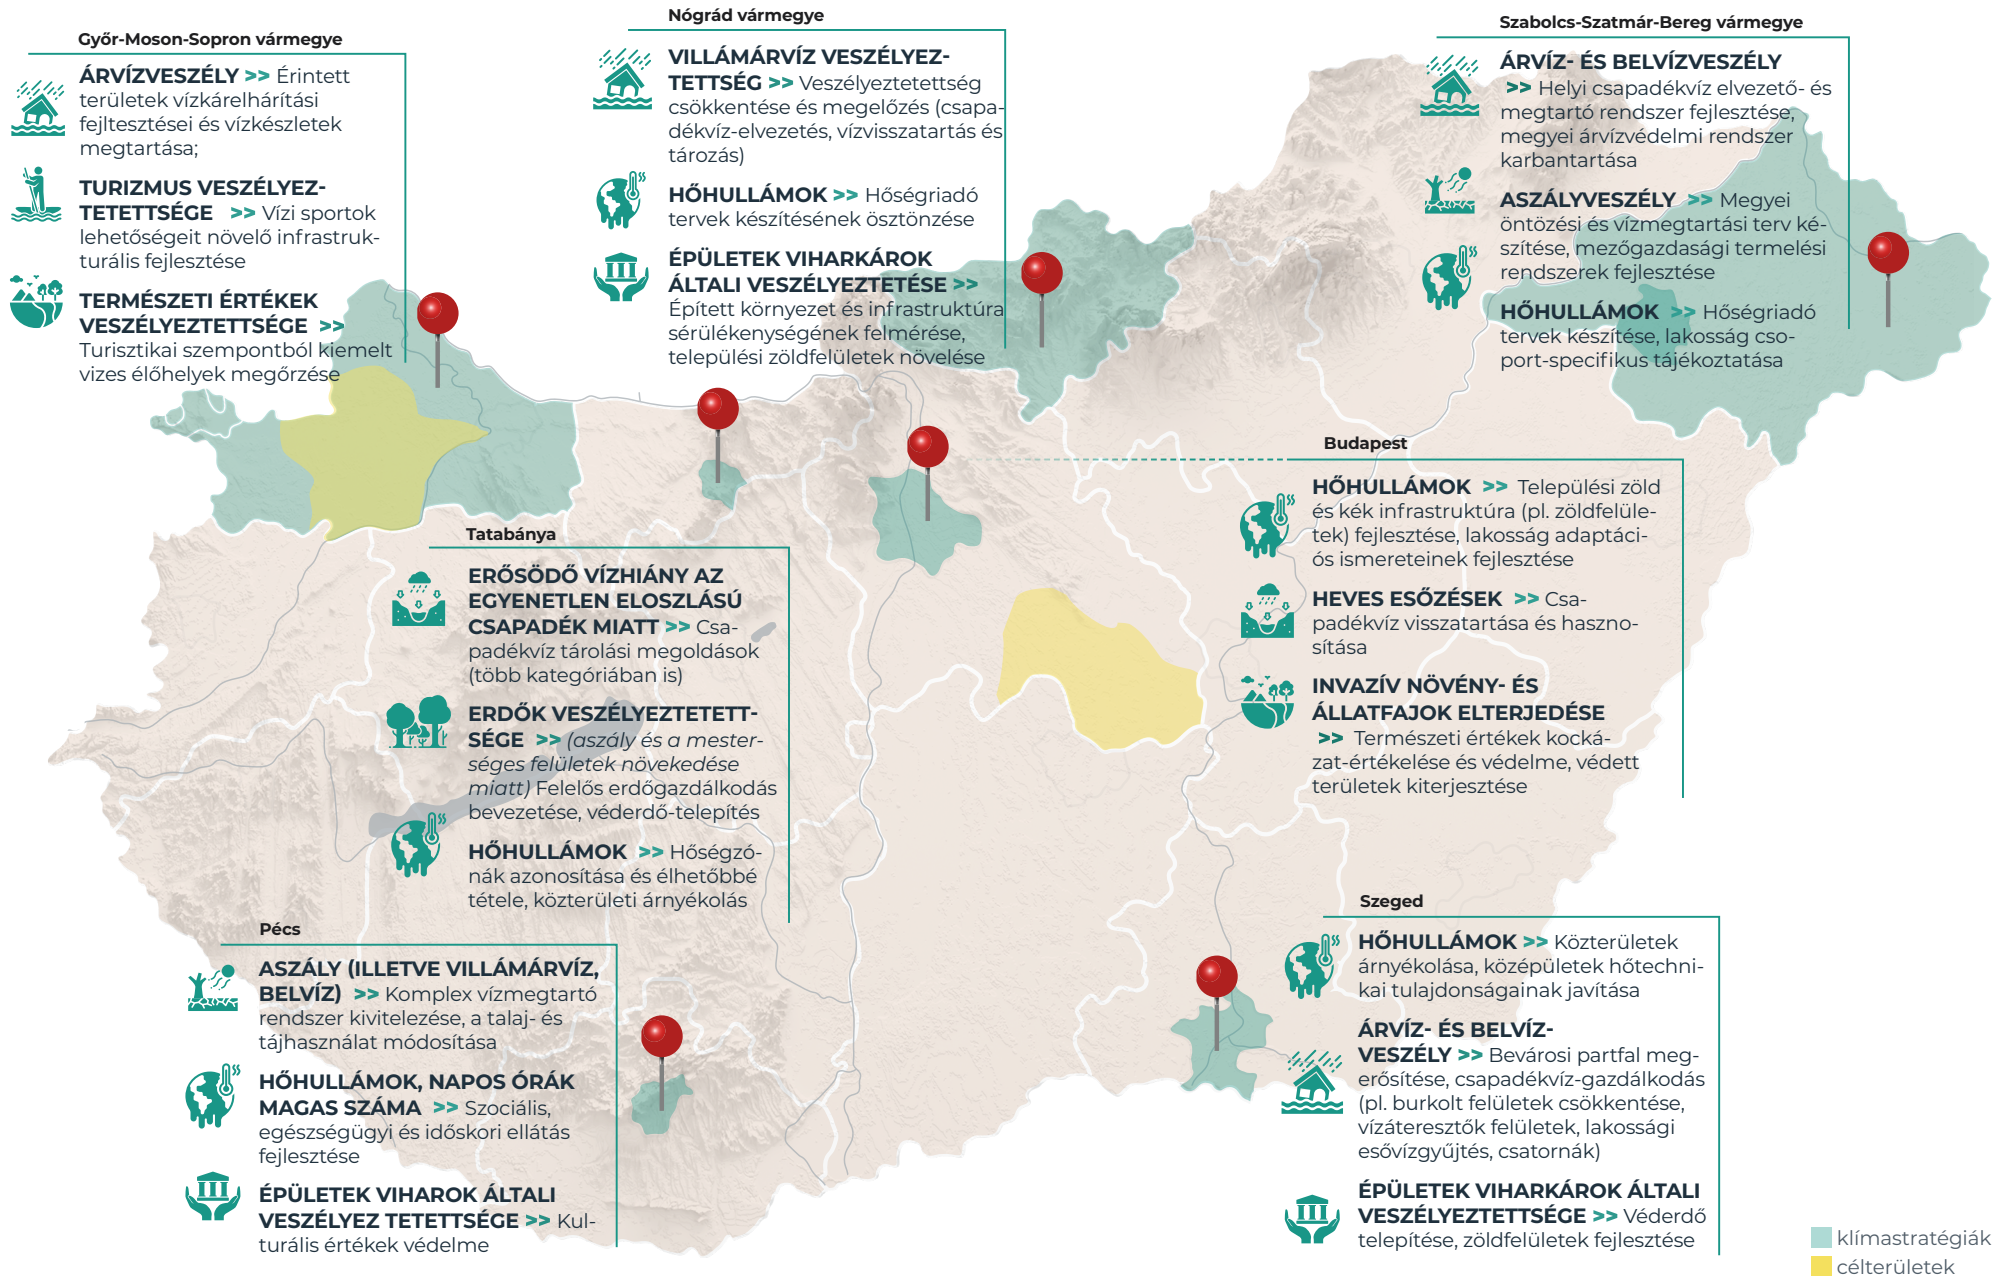 Győr-Moson-Sopron vármegye
ÁRVÍZVESZÉLY >> Érintett
területek vízkárelhárítási
fejltesztései és vízkészletek
megtartása;
TURIZMUS VESZÉLYEZ-
TETETTSÉGE >> Vízi sportok
lehetőségeit növelő infrastruk-
turális fejlesztése
TERMÉSZETI ÉRTÉKEK
VESZÉLYEZTETTSÉGE >>
Turisztikai szempontból kiemelt
vizes élőhelyek megőrzése
Nógrád vármegye
VILLÁMÁRVÍZ VESZÉLYEZ-
TETTSÉG >> Veszélyeztetettség
csökkentése és megelőzés (csapa-
dékvíz-elvezetés, vízvisszatartás és
tározás)
HŐHULLÁMOK >> Hőségriadó
tervek készítésének ösztönzése
ÉPÜLETEK VIHARKÁROK
ÁLTALI VESZÉLYEZTETÉSE >>
Épített környezet és infrastruktúra
sérülékenységének felmérése,
települési zöldfelületek növelése
Szabolcs-Szatmár-Bereg vármegye
ÁRVÍZ- ÉS BELVÍZVESZÉLY
>> Helyi csapadékvíz elvezető- és
megtartó rendszer fejlesztése,
megyei árvízvédelmi rendszer
karbantartása
ASZÁLYVESZÉLY >> Megyei
öntözési és vízmegtartási terv ké-
szítése, mezőgazdasági termelési
rendszerek fejlesztése
HŐHULLÁMOK >> Hőségriadó
tervek készítése, lakosság cso-
port-specifikus tájékoztatása
Budapest
HŐHULLÁMOK >> Települési zöld
és kék infrastruktúra (pl. zöldfelüle-
tek) fejlesztése, lakosság adaptáci-
ós ismereteinek fejlesztése
HEVES ESŐZÉSEK >> Csa-
padékvíz visszatartása és haszno-
sítása
INVAZÍV NÖVÉNY- ÉS
ÁLLATFAJOK ELTERJEDÉSE
>> Természeti értékek kocká-
zat-értékelése és védelme, védett
területek kiterjesztése
Tatabánya
ERŐSÖDŐ VÍZHIÁNY AZ
EGYENETLEN ELOSZLÁSÚ
CSAPADÉK MIATT >> Csa-
padékvíz tárolási megoldások
(több kategóriában is)
ERDŐK VESZÉLYEZTETETT-
SÉGE >> (aszály és a mester-
séges felületek növekedése
miatt) Felelős erdőgazdálkodás
bevezetése, véderdő-telepítés
HŐHULLÁMOK >> Hőségzó-
nák azonosítása és élhetőbbé
tétele, közterületi árnyékolás
Pécs
ASZÁLY (ILLETVE VILLÁMÁRVÍZ,
BELVÍZ) >> Komplex vízmegtartó
rendszer kivitelezése, a talaj- és
tájhasználat módosítása
HŐHULLÁMOK, NAPOS ÓRÁK
MAGAS SZÁMA >> Szociális,
egészségügyi és időskori ellátás
fejlesztése
ÉPÜLETEK VIHAROK ÁLTALI
VESZÉLYEZ TETETTSÉGE >> Kul-
turális értékek védelme
Szeged
HŐHULLÁMOK >> Közterületek
árnyékolása, középületek hőtechni-
kai tulajdonságainak javítása
ÁRVÍZ- ÉS BELVÍZ-
VESZÉLY >> Bevárosi partfal meg-
erősítése, csapadékvíz-gazdálkodás
(pl. burkolt felületek csökkentése,
vízáteresztők felületek, lakossági
esővízgyűjtés, csatornák)
ÉPÜLETEK VIHARKÁROK ÁLTALI
VESZÉLYEZTETTSÉGE >> Véderdő
telepítése, zöldfelületek fejlesztése
klímastratégiák
célterületek